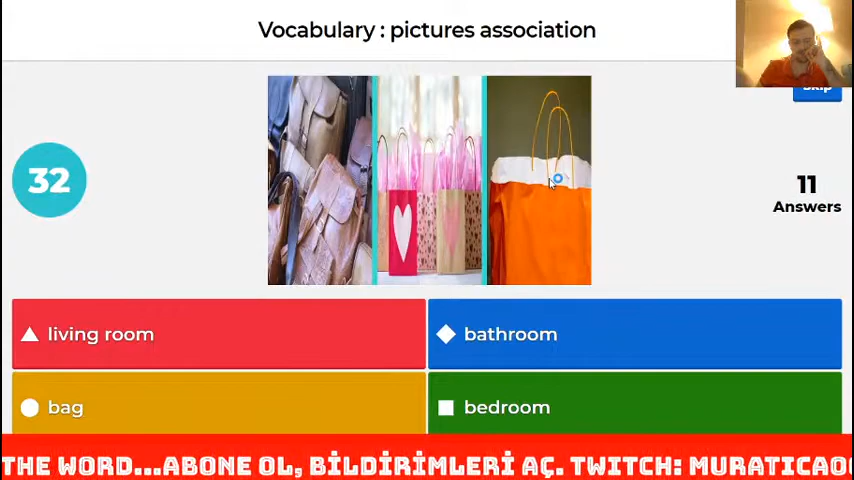 Vocabulary : pictures association
Skip
32
11
Answers
living room
bathroom
bag
bedroom
THE WORD...ABONE OL, BİLDİRİMLERİ AÇ. TWITCH: MURATICAO